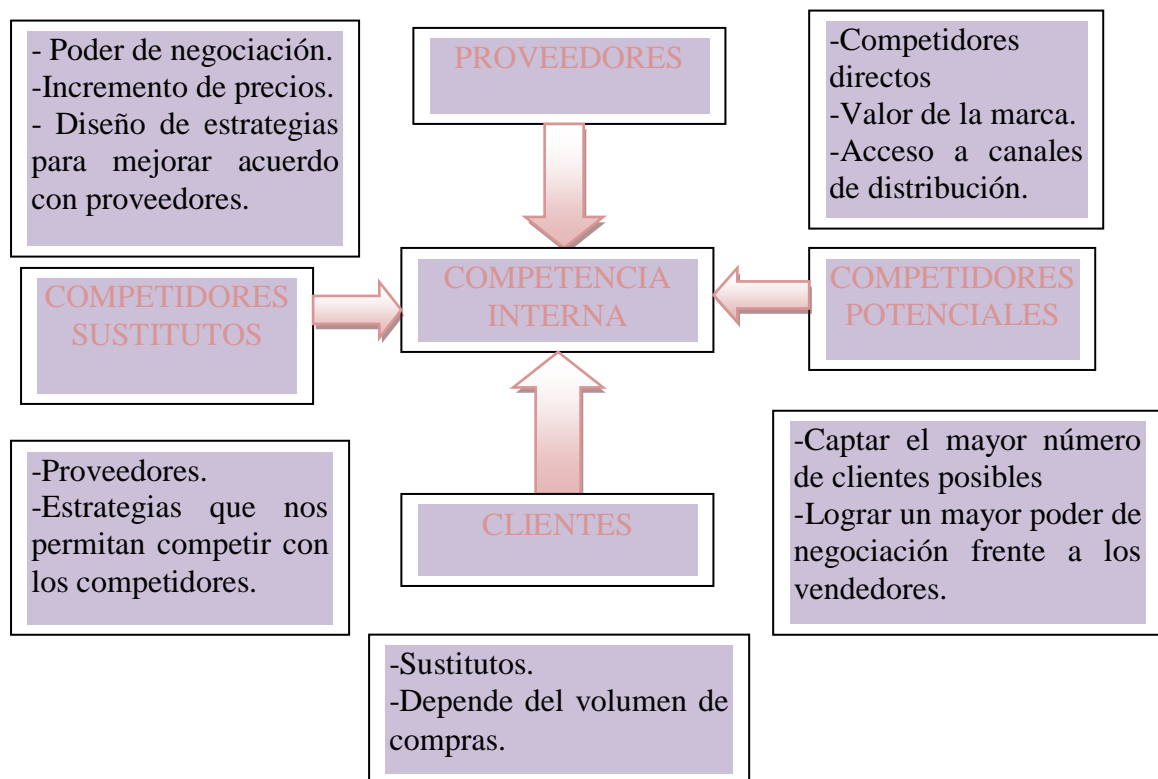 - Poder de negociación.
-Incremento de precios.
- Diseño de estrategias
para mejorar acuerdo
con proveedores.
PROVEEDORES
-Competidores
directos
-Valor de la marca.
-Acceso a canales
de distribución.
COMPETIDORES
SUSTITUTOS
COMPETENCIA
INTERNA
COMPETIDORES
POTENCIALES
-Proveedores.
-Estrategias que nos
permitan competir con
los competidores.
CLIENTES
-Captar el mayor número
de clientes posibles
-Lograr un mayor poder de
negociación frente a los
vendedores.
-Sustitutos.
-Depende del volumen de
compras.